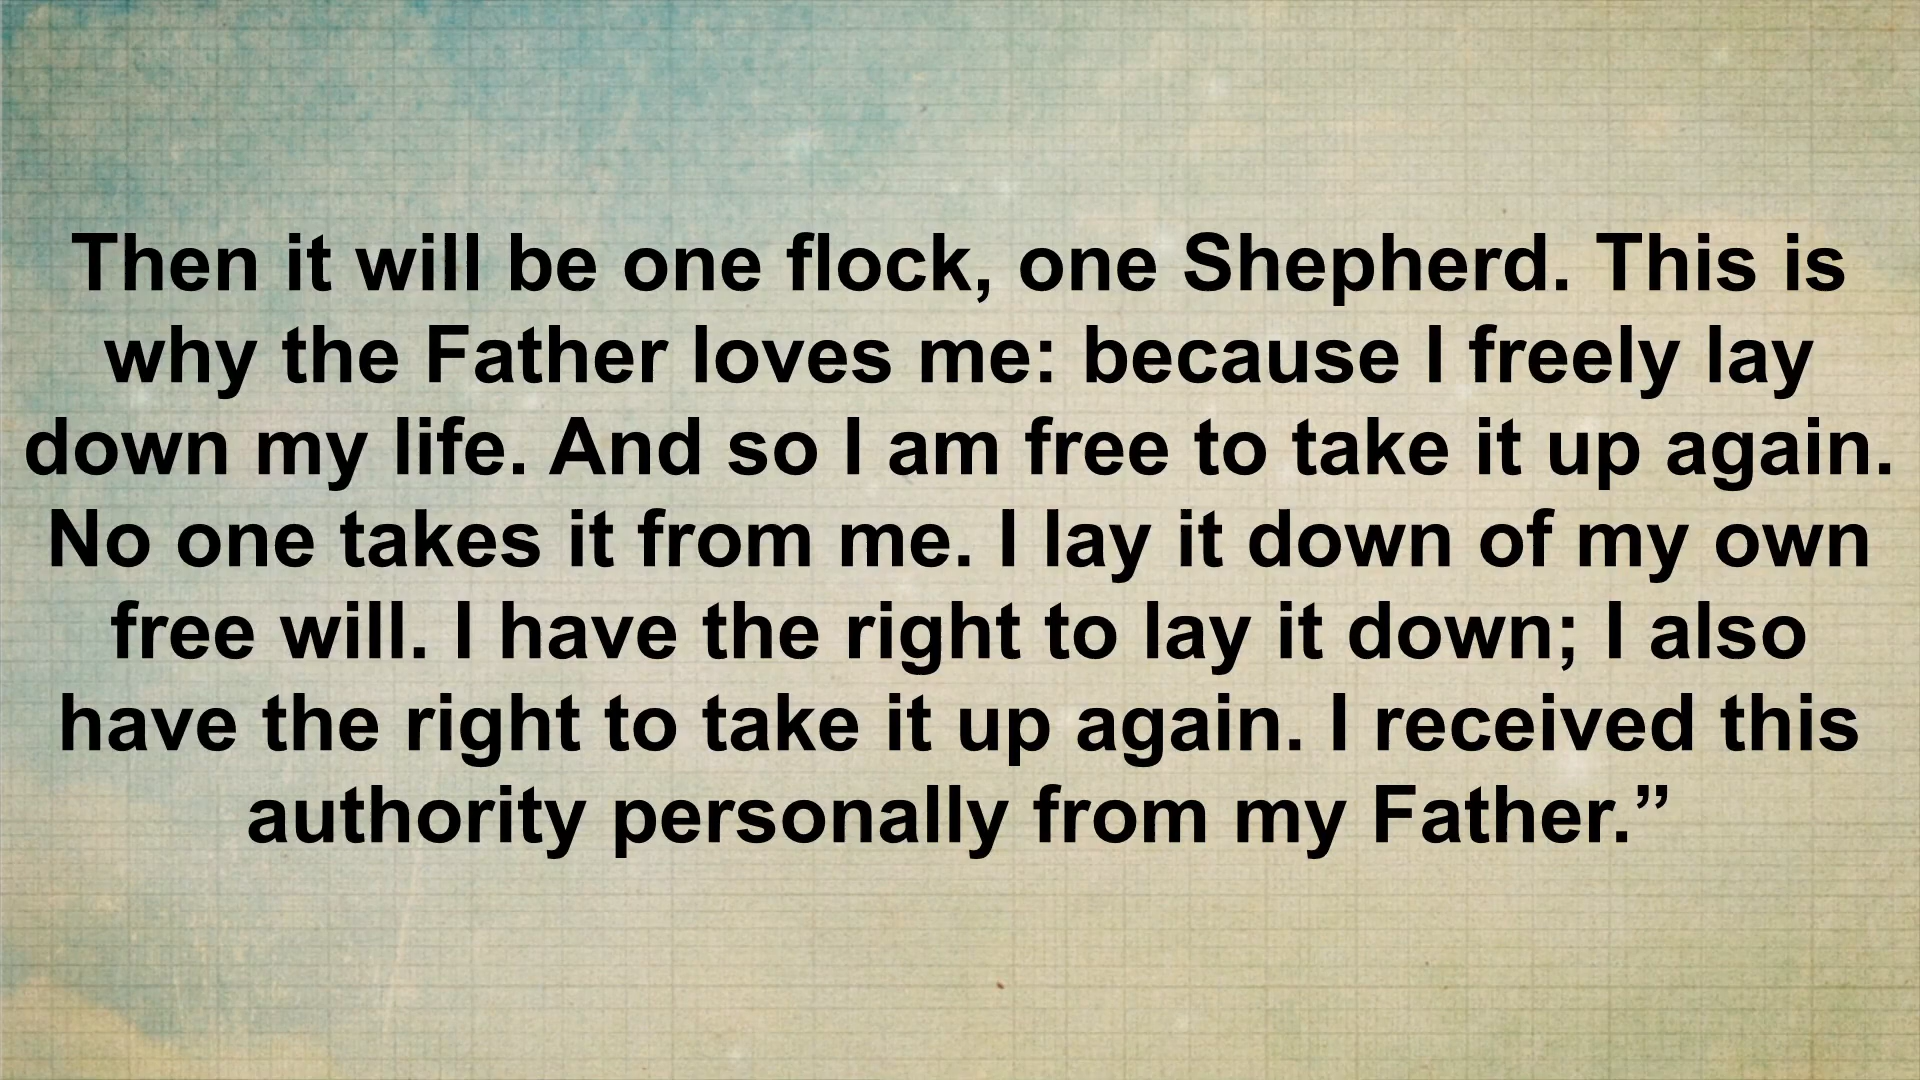 Then it will be one flock, one Shepherd. This is
why the Father loves me: because I freely lay
down my life. And so I am free to take it up again.
No one takes it from me. I lay it down of my own
free will. I have the right to lay it down; I also
have the right to take it up again. I received this
authority personally from my Father.”